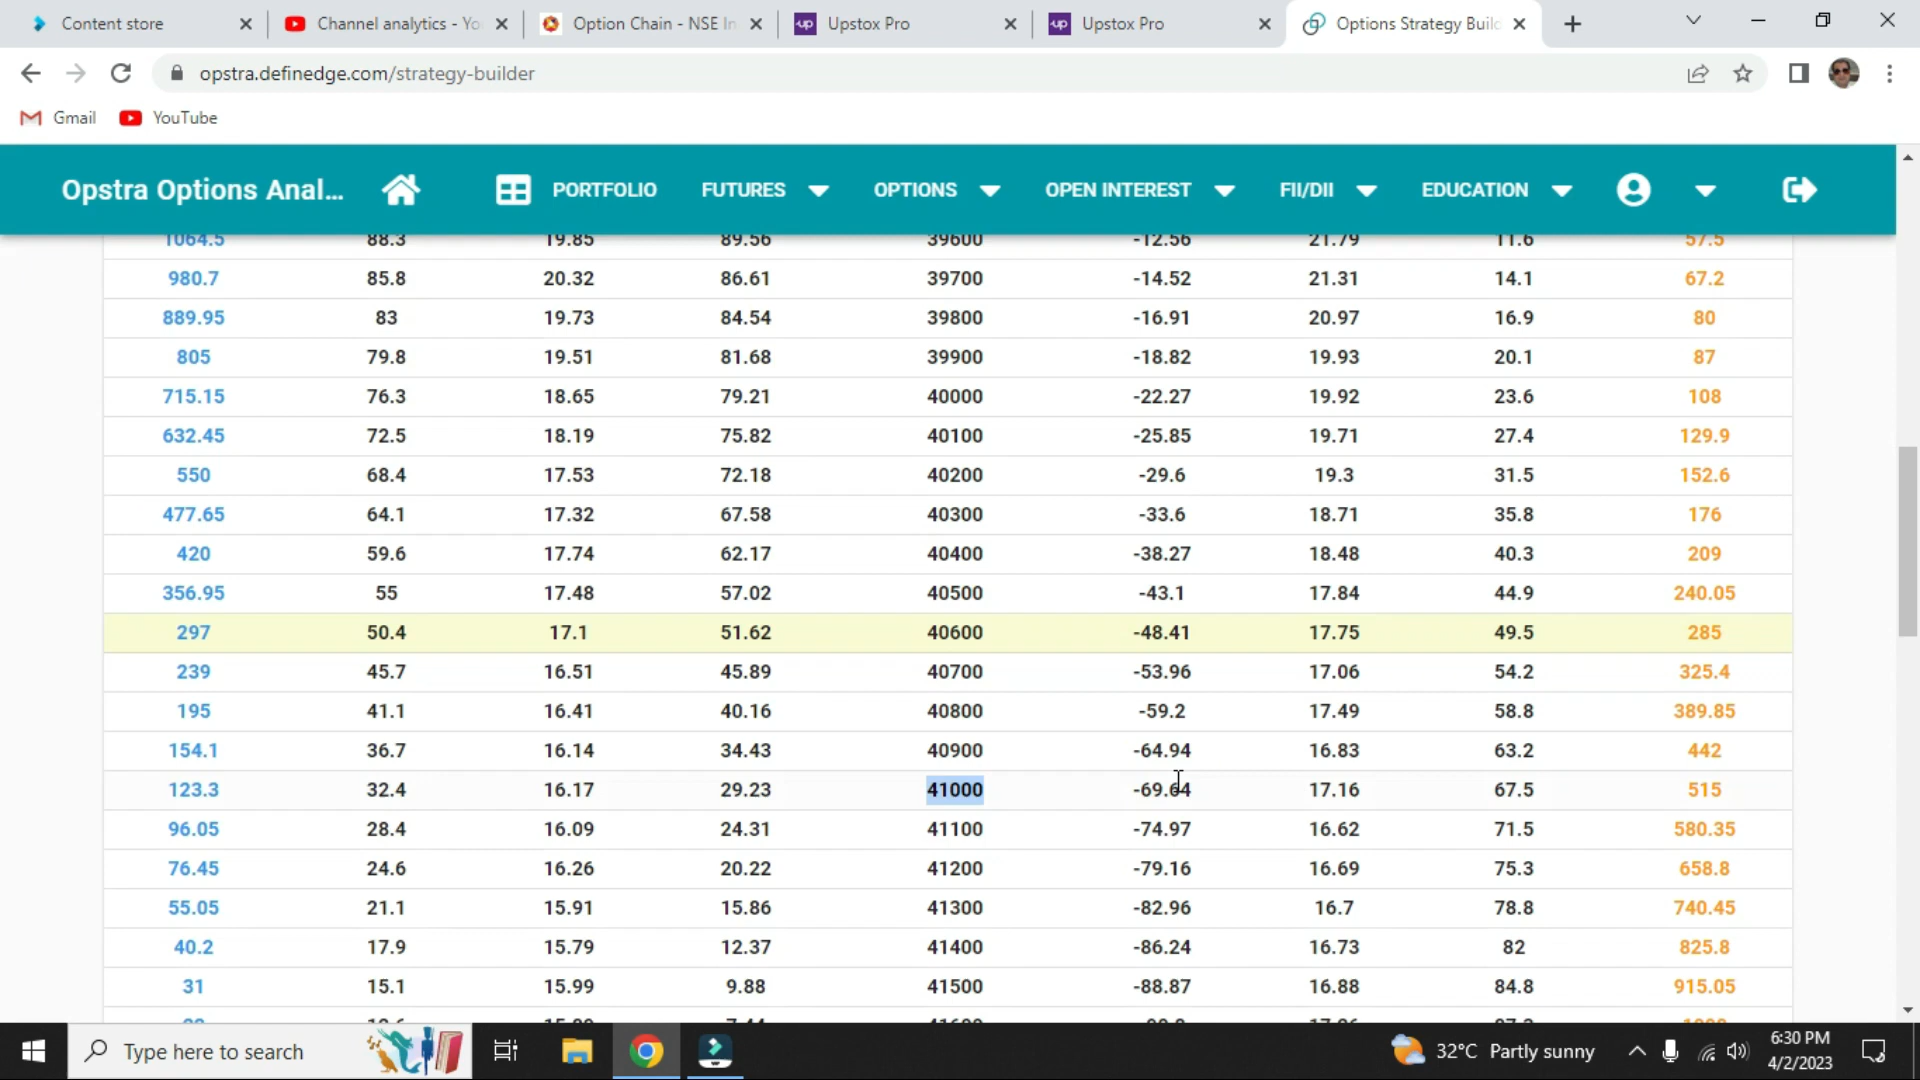 Content store
Channel analytics - Yo
Option Chain - NSE In
Upstox Pro
Upstox Pro
Options Strategy Builc
opstra.definedge.com/strategy-builder
Gmail YouTube
Opstra Options Anal... PORTFOLIO FUTURES OPTIONS OPEN INTEREST FII/DII EDUCATION
1064.5 88.3 19.85 89.56 39600 -12.56 21.79 11.6 57.5
980.7 85.8 20.32 86.61 39700 -14.52 21.31 14.1 67.2
889.95 83 19.73 84.54 39800 -16.91 20.97 16.9 80
805 79.8 19.51 81.68 39900 -18.82 19.93 20.1 87
715.15 76.3 18.65 79.21 40000 -22.27 19.92 23.6 108
632.45 72.5 18.19 75.82 40100 -25.85 19.71 27.4 129.9
550 68.4 17.53 72.18 40200 -29.6 19.3 31.5 152.6
477.65 64.1 17.32 67.58 40300 -33.6 18.71 35.8 176
420 59.6 17.74 62.17 40400 -38.27 18.48 40.3 209
356.95 55 17.48 57.02 40500 -43.1 17.84 44.9 240.05
297 50.4 17.1 51.62 40600 -48.41 17.75 49.5 285
239 45.7 16.51 45.89 40700 -53.96 17.06 54.2 325.4
195 41.1 16.41 40.16 40800 -59.2 17.49 58.8 389.85
154.1 36.7 16.14 34.43 40900 -64.94 16.83 63.2 442
123.3 32.4 16.17 29.23 41000 -69.64 17.16 67.5 515
96.05 28.4 16.09 24.31 41100 -74.97 16.62 71.5 580.35
76.45 24.6 16.26 20.22 41200 -79.16 16.69 75.3 658.8
55.05 21.1 15.91 15.86 41300 -82.96 16.7 78.8 740.45
40.2 17.9 15.79 12.37 41400 -86.24 16.73 82 825.8
31 15.1 15.99 9.88 41500 -88.87 16.88 84.8 915.05
Type here to search
32°C Partly sunny
6:30 PM
4/2/2023